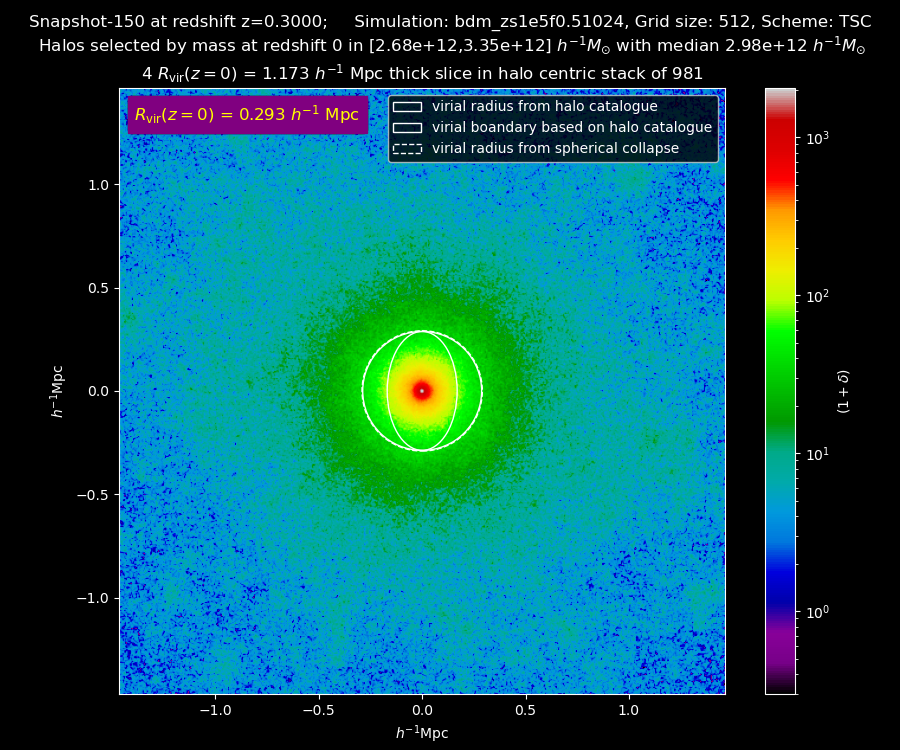 Snapshot-150 at redshift z=0.3000;     Simulation: bdm_zs1e5f0.51024, Grid size: 512, Scheme: TSC
Halos selected by mass at redshift 0 in [2.68e+12,3.35e+12] h⁻¹M⊙ with median 2.98e+12 h⁻¹M⊙
4 Rvir(z = 0) = 1.173 h⁻¹ Mpc thick slice in halo centric stack of 981
Rvir(z = 0) = 0.293 h⁻¹ Mpc
virial radius from halo catalogue
virial boundary based on halo catalogue
virial radius from spherical collapse
1.0
0.5
0.0
−0.5
−1.0
h⁻¹Mpc
−1.0 −0.5 0.0 0.5 1.0
h⁻¹Mpc
10³
10²
10¹
10⁰
(1 + δ)